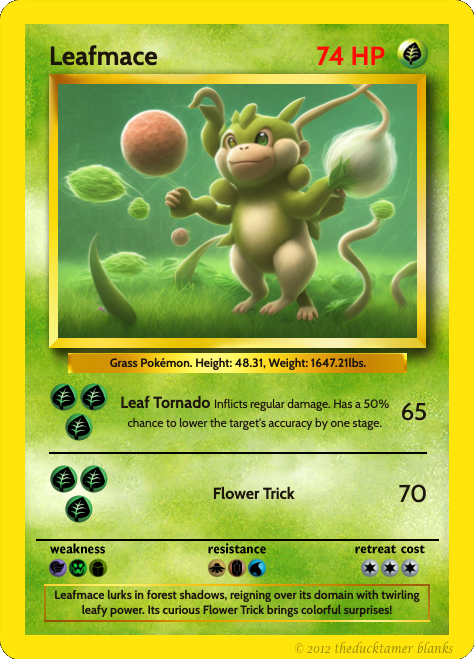 Leafmace 74 HP
Grass Pokémon. Height: 48.31, Weight: 1647.21lbs.
Leaf Tornado Inflicts regular damage. Has a 50% 65
chance to lower the target's accuracy by one stage.
Flower Trick 70
weakness resistance retreat cost
Leafmace lurks in forest shadows, reigning over its domain with twirling
leafy power. Its curious Flower Trick brings colorful surprises!
© 2012 theducktamer blanks